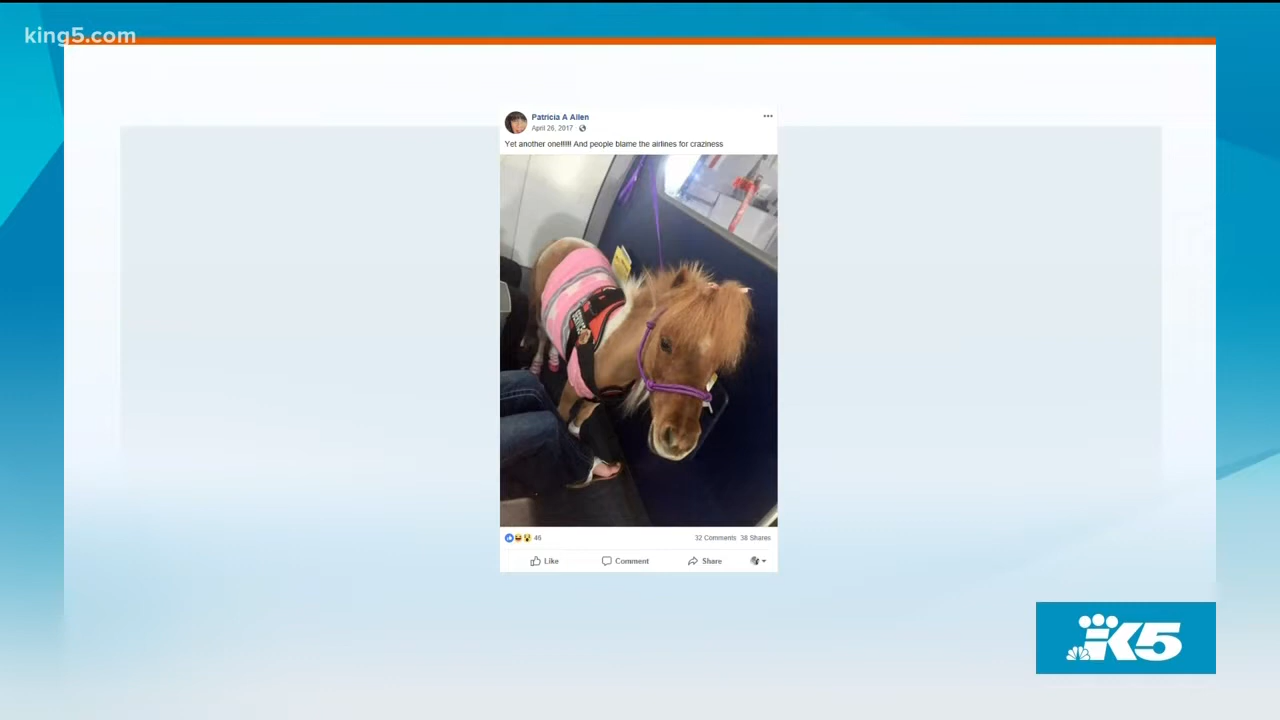 king5.com
Patricia A Allen
April 26, 2017
Yet another one!!!!!! And people blame the airlines for craziness
SERVICE
46
32 Comments 38 Shares
Like
Comment
Share
K5